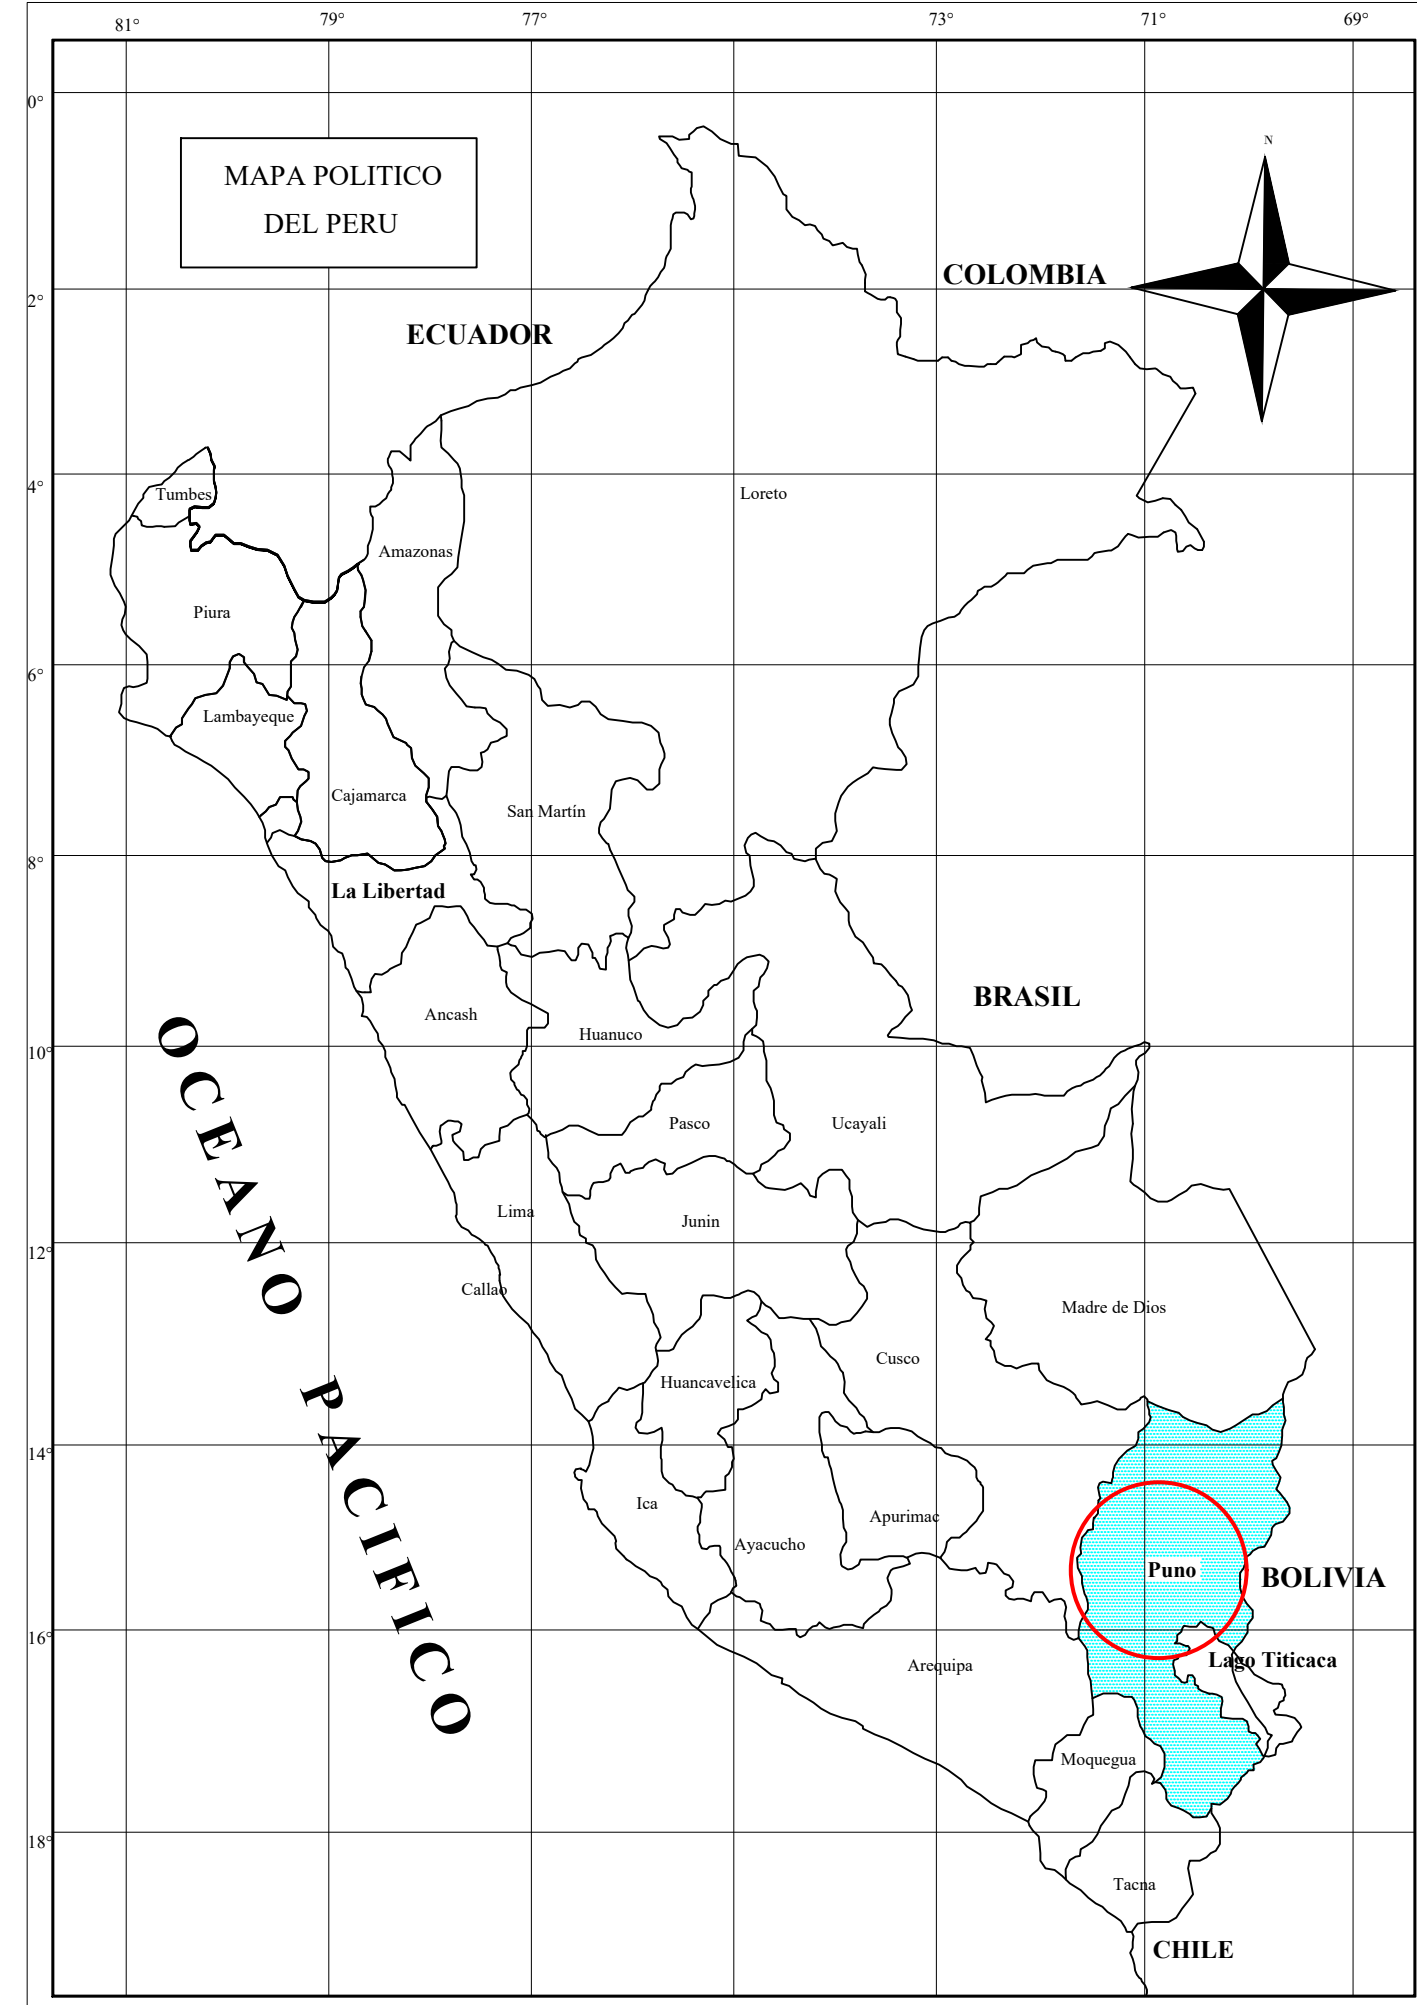 81°
79°
77°
73°
71°
69°
0°
N
MAPA POLITICO
DEL PERU
COLOMBIA
2°
ECUADOR
4°
Tumbes
Loreto
Amazonas
Piura
6°
Lambayeque
Cajamarca
San Martín
8°
La Libertad
BRASIL
Ancash
Huanuco
10°
OCEANO PACIFICO
Pasco
Ucayali
Lima
Junin
12°
Callao
Madre de Dios
Cusco
Huancavelica
14°
Ica
Apurimac
Ayacucho
Puno
BOLIVIA
16°
Arequipa
Lago Titicaca
Moquegua
18°
Tacna
CHILE